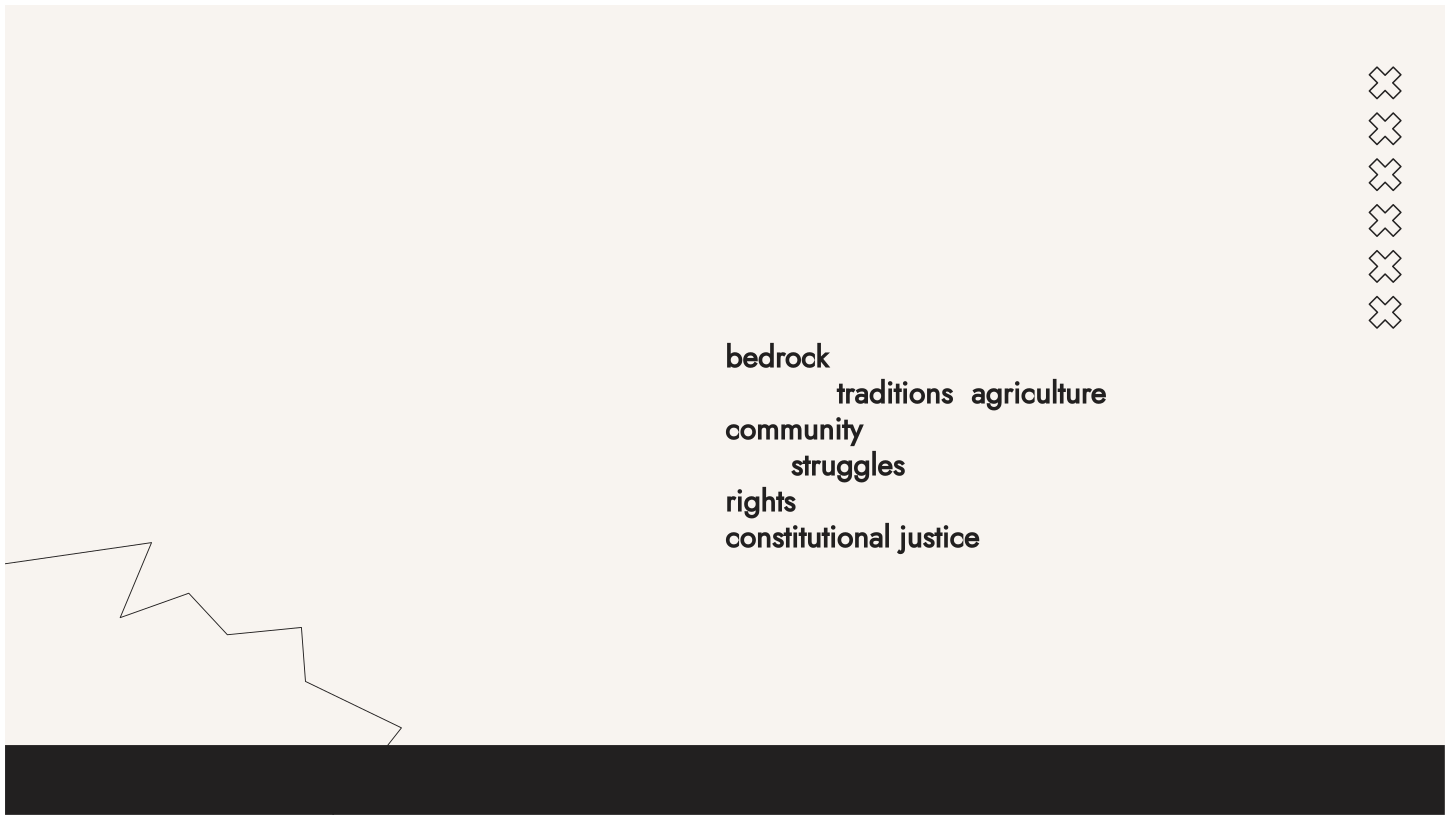 bedrock
traditions  agriculture
community
struggles
rights
constitutional justice